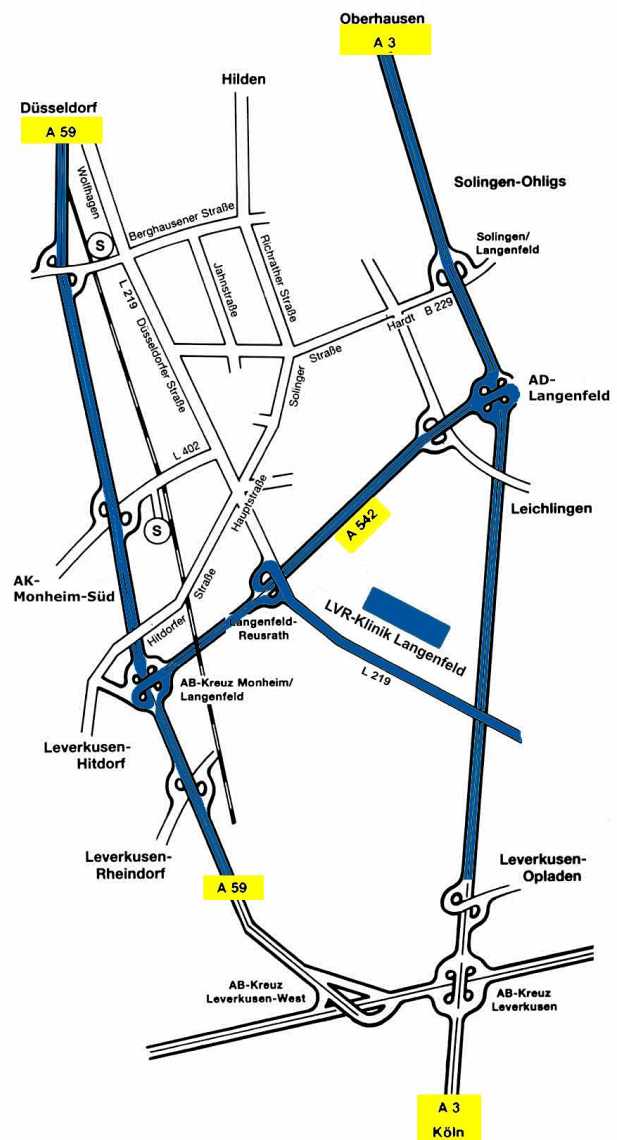 Oberhausen
A 3
Hilden
Düsseldorf
A 59
Wolfhagen
Solingen-Ohligs
Berghausener Straße
S
Solingen/
Langenfeld
Richrather Straße
Jahnstraße
L 219
Düsseldorfer Straße
Hardt
B 229
Solinger
Straße
AD-
Langenfeld
L 402
Hauptstraße
Leichlingen
A 542
S
AK-
Monheim-Süd
Hitdorfer
Straße
Langenfeld-
Reusrath
LVR-Klinik Langenfeld
L 219
AB-Kreuz Monheim/
Langenfeld
Leverkusen-
Hitdorf
Leverkusen-
Rheindorf
Leverkusen-
Opladen
A 59
AB-Kreuz
Leverkusen-West
AB-Kreuz
Leverkusen
A 3
Köln